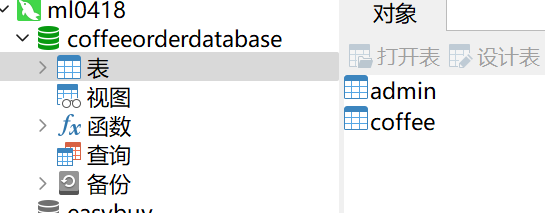 ml0418
coffeeorderdatabase
表
视图
fx 函数
查询
备份
对象
打开表 设计表
admin
coffee